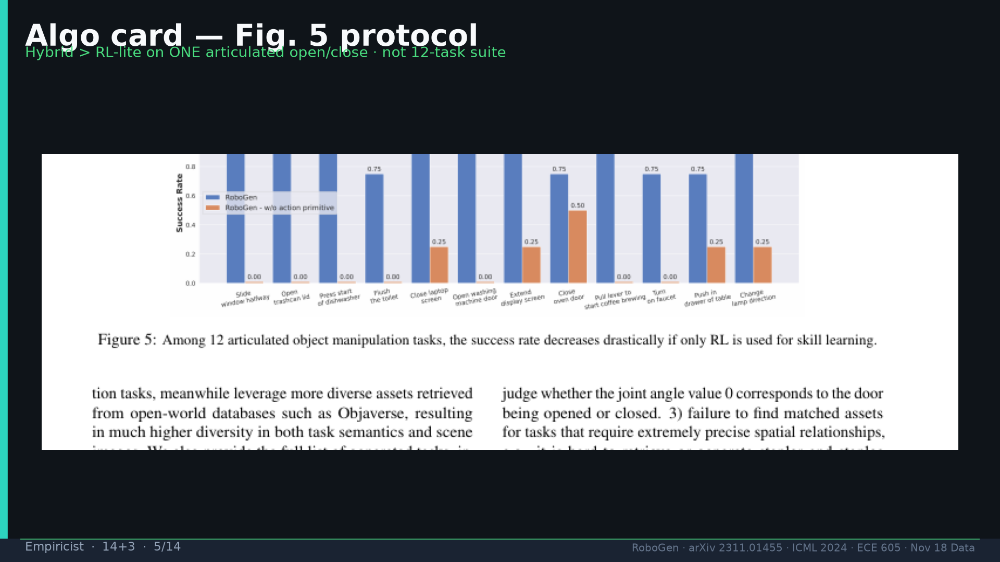 Algo card — Fig. 5 protocol
Hybrid > RL-lite on ONE articulated open/close · not 12-task suite
0.8
0.75
0.75
0.75
0.75
Success Rate
0.6
RoboGen
RoboGen - w/o action primitive
0.50
0.4
0.25
0.25
0.25
0.25
0.2
0.00
0.00
0.00
0.00
0.00
0.00
0.00
0.0
Slide
window halfway
Open
trashcan lid
Press start
of dishwasher
Flush
the toilet
Close laptop
screen
Open washing
machine door
Extend
display screen
Close
oven door
Pull lever to
start coffee brewing
Turn
on faucet
Push in
drawer of table
Change
lamp direction
Figure 5: Among 12 articulated object manipulation tasks, the success rate decreases drastically if only RL is used for skill learning.
tion tasks, meanwhile leverage more diverse assets retrieved
from open-world databases such as Objaverse, resulting
in much higher diversity in both task semantics and scene
judge whether the joint angle value 0 corresponds to the door
being opened or closed. 3) failure to find matched assets
for tasks that require extremely precise spatial relationships,
Empiricist · 14+3 · 5/14
RoboGen · arXiv 2311.01455 · ICML 2024 · ECE 605 · Nov 18 Data